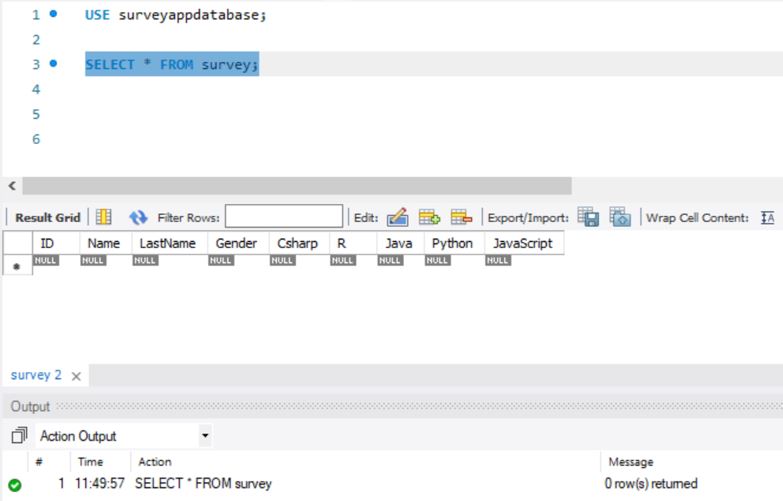 1 USE surveyappdatabase;
2
3 SELECT * FROM survey;
4
5
6
Result Grid Filter Rows: Edit: Export/Import: Wrap Cell Content: IA
ID Name LastName Gender Csharp R Java Python JavaScript
* NULL NULL NULL NULL NULL NULL NULL NULL NULL
survey 2 ×
Output
Action Output
# Time Action Message
1 11:49:57 SELECT * FROM survey 0 row(s) returned